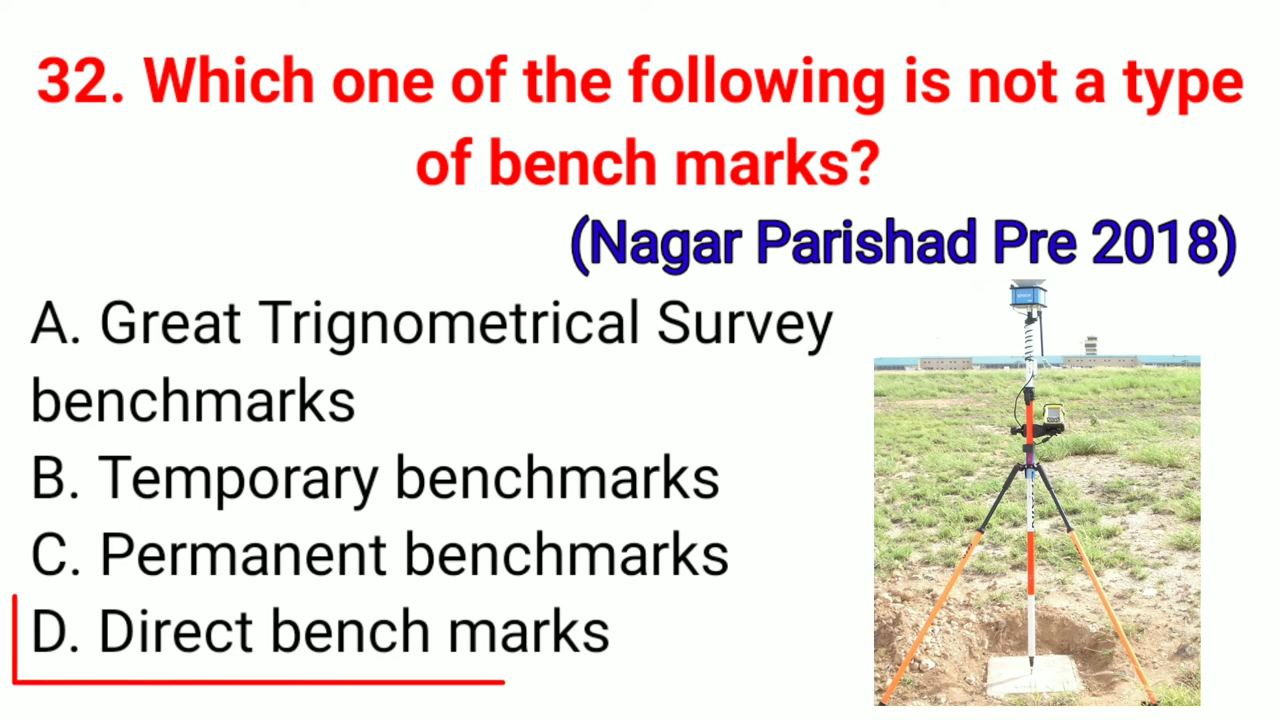 32. Which one of the following is not a type
of bench marks?
(Nagar Parishad Pre 2018)
A. Great Trignometrical Survey
benchmarks
B. Temporary benchmarks
C. Permanent benchmarks
D. Direct bench marks